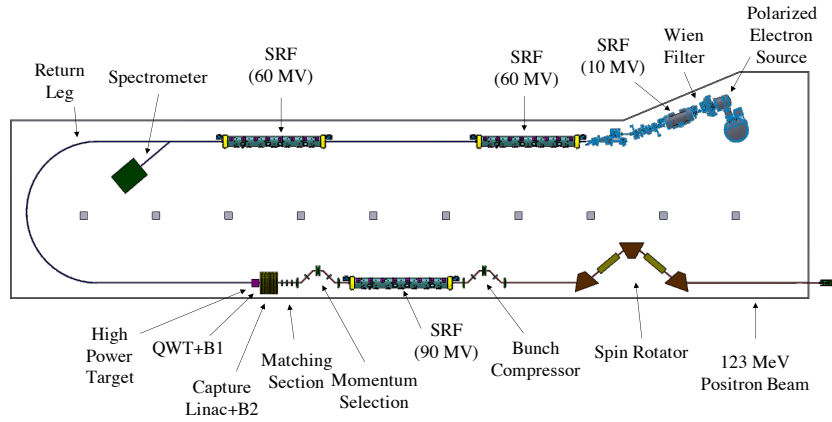 Polarized
Electron
Source
Wien
Filter
SRF
(10 MV)
SRF
(60 MV)
SRF
(60 MV)
Spectrometer
Return
Leg
High
Power
Target
QWT+B1
Capture
Linac+B2
Matching
Section
Momentum
Selection
SRF
(90 MV)
Bunch
Compressor
Spin Rotator
123 MeV
Positron Beam